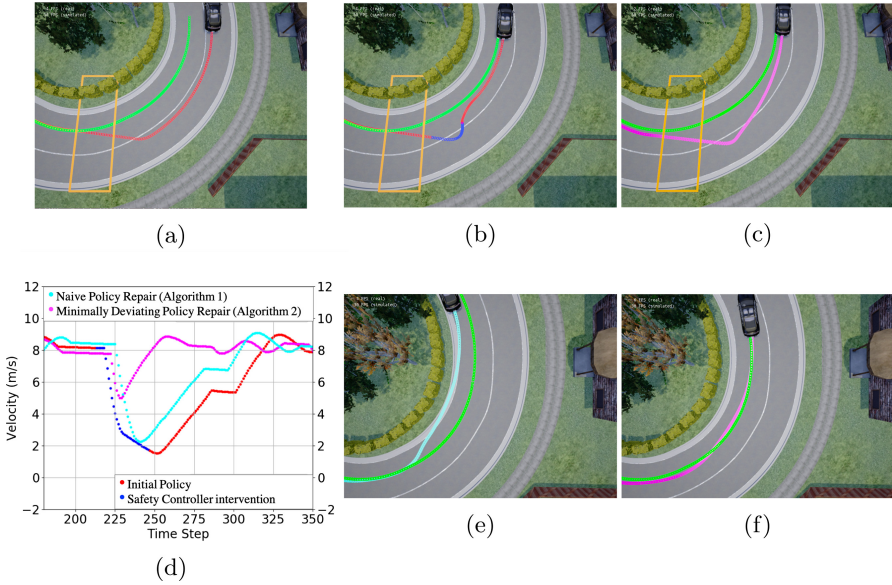 (a)
(b)
(c)
Naive Policy Repair (Algorithm 1)
Minimally Deviating Policy Repair (Algorithm 2)
Initial Policy
Safety Controller intervention
Velocity (m/s)
12
10
8
6
4
2
0
−2
12
10
8
6
4
2
0
−2
180 200 225 250 275 300 325 350
Time Step
(d)
(e)
(f)